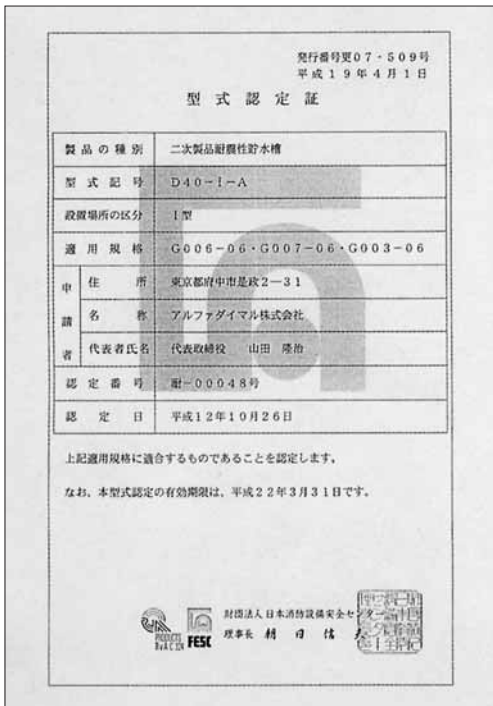 発行番号更07-509号
平成19年4月1日
型式認定証
製品の種別 二次製品耐震性貯水槽
型式記号 D40-I-A
設置場所の区分 I型
適用規格 G006-06・G007-06・G003-06
申請者
住所 東京都府中市是政2-31
名称 アルファダイマル株式会社
代表者氏名 代表取締役 山田 隆治
認定番号 耐-00048号
認定日 平成12年10月26日
上記適用規格に適合するものであることを認定します。
なお、本型式認定の有効期限は、平成22年3月31日です。
財団法人日本消防設備安全センター
理事長 朝日信夫
PRODUCTS
FESC